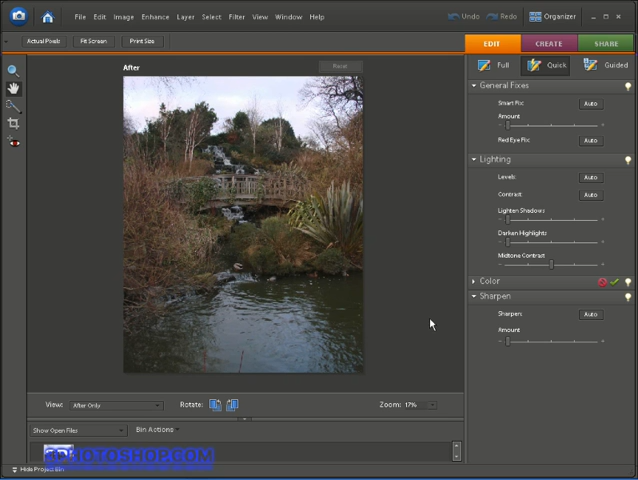 File Edit Image Enhance Layer Select Filter View Window Help
Undo Redo Organizer
Actual Pixels Fit Screen Print Size
EDIT CREATE SHARE
Full Quick Guided
After
Reset
General Fixes
Smart Fix: Auto
Amount
Red Eye Fix: Auto
Lighting
Levels: Auto
Contrast: Auto
Lighten Shadows
Darken Highlights
Midtone Contrast
Color
Sharpen
Sharpen: Auto
Amount
View: After Only Rotate: Zoom: 17%
Show Open Files Bin Actions
3DPHOTOSHOP.COM
Hide Project Bin